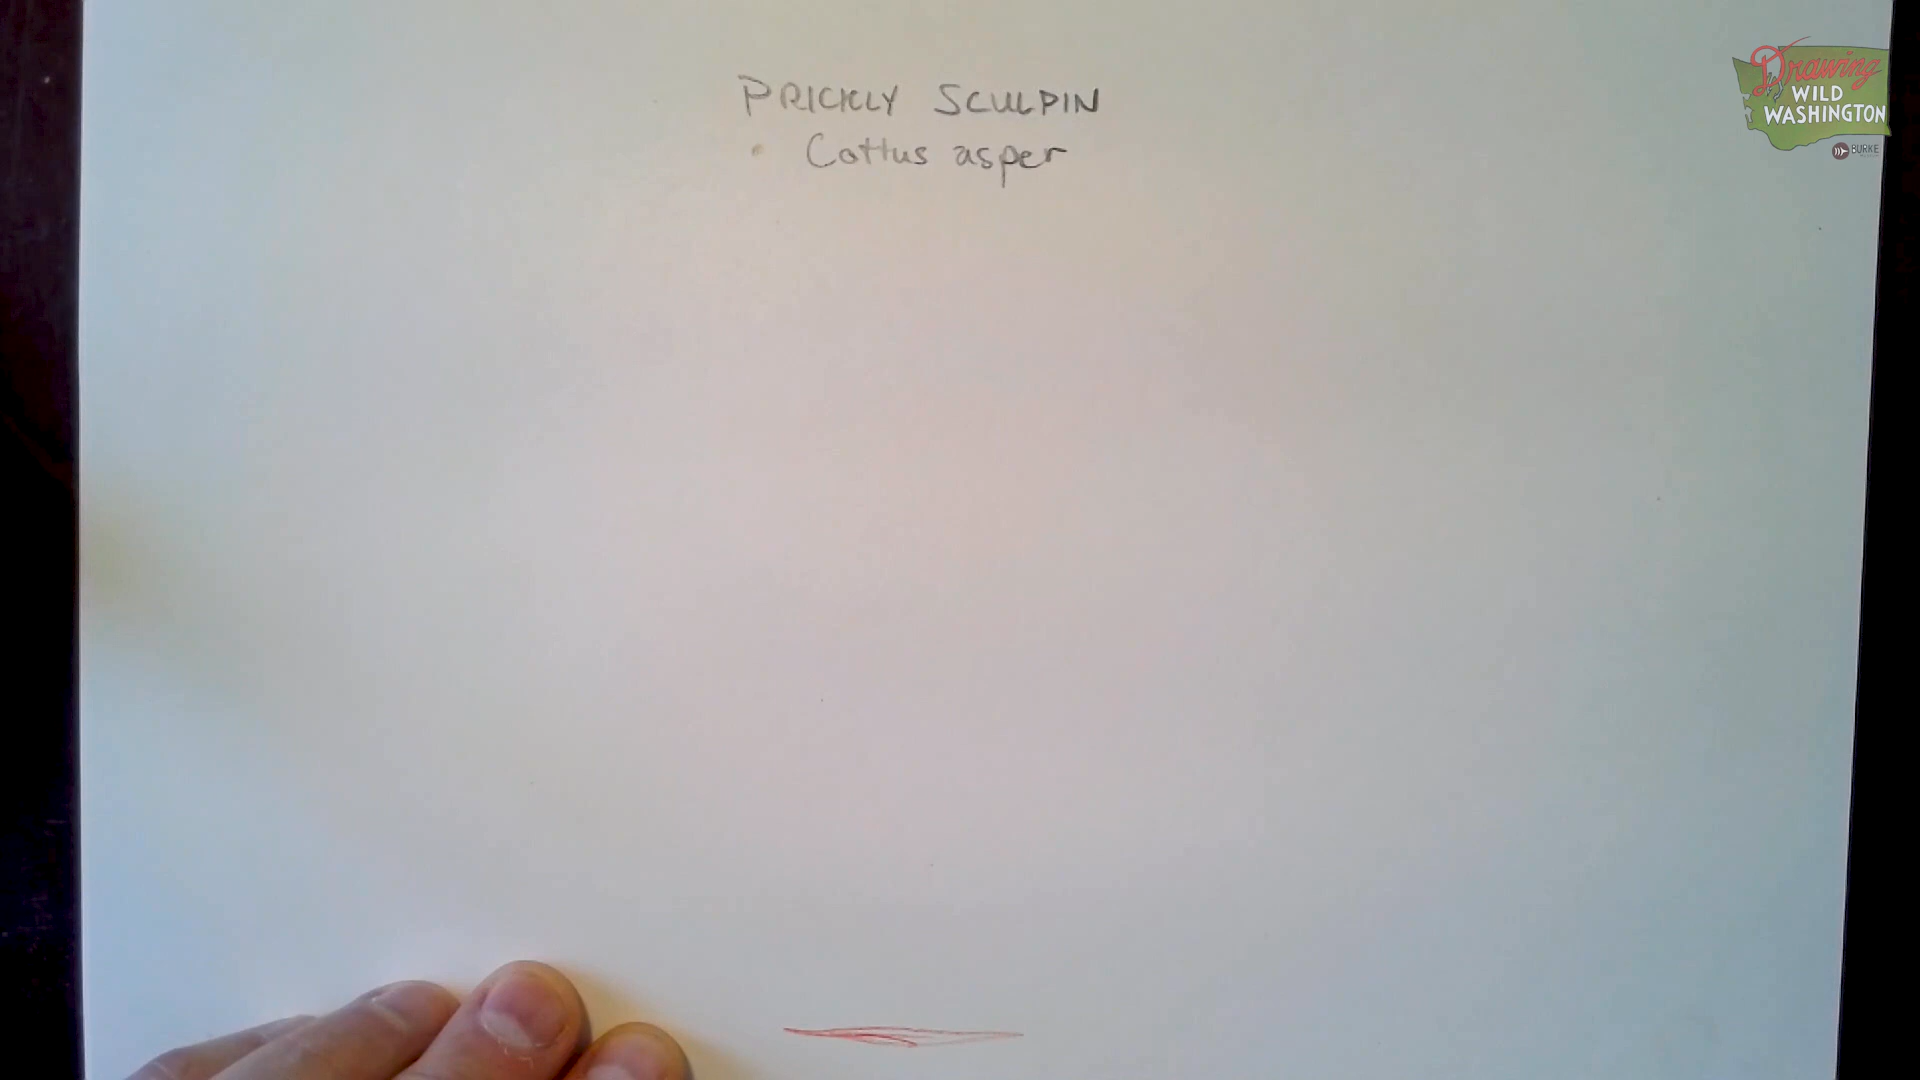 PRICKLY SCULPIN
Cottus asper
Drawing
WILD
WASHINGTON
BURKE